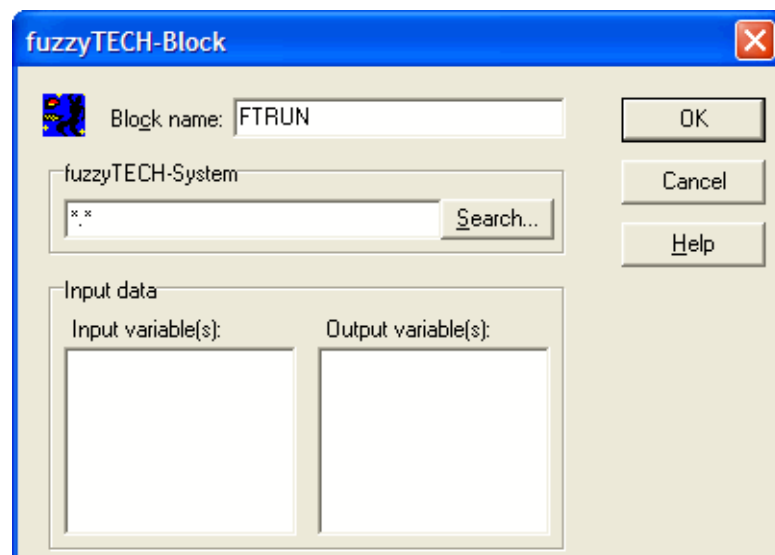 fuzzyTECH-Block
Block name: FTRUN
OK
fuzzyTECH-System
Cancel
*.*
Search...
Help
Input data
Input variable(s):
Output variable(s):